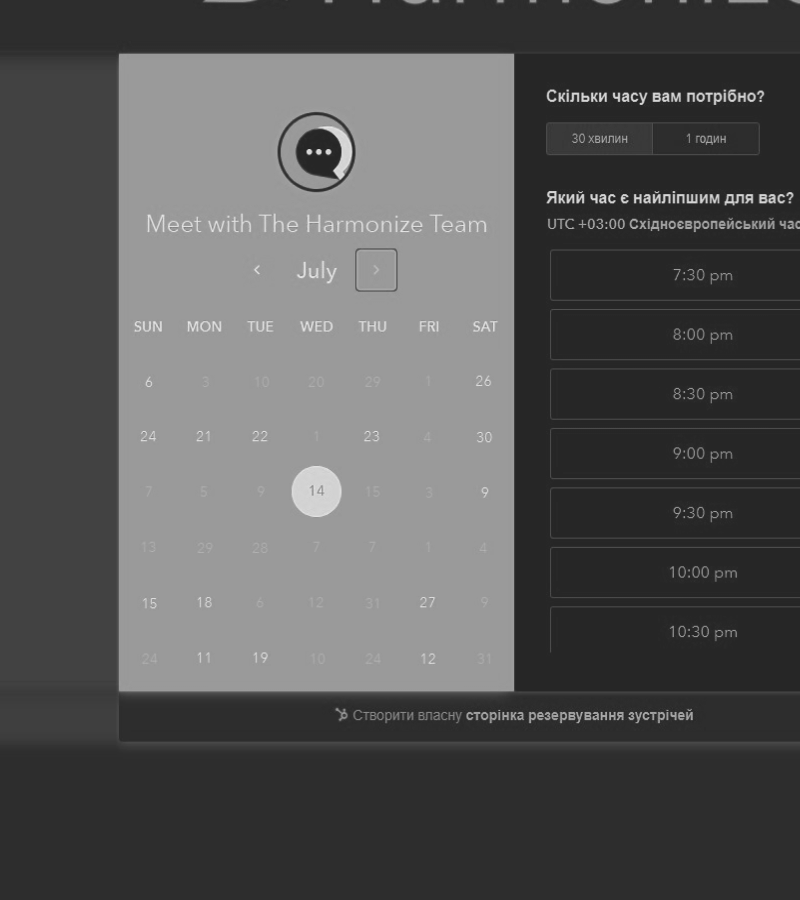 Meet with The Harmonize Team
July
SUN MON TUE WED THU FRI SAT
6 3 10 20 29 1 26
24 21 22 1 23 4 30
7 5 9 14 15 3 9
13 29 28 7 7 1 4
15 18 6 12 31 27 9
24 11 19 10 24 12 31
Скільки часу вам потрібно?
30 хвилин 1 годин
Який час є найліпшим для вас?
UTC +03:00 Східноєвропейський час
7:30 pm
8:00 pm
8:30 pm
9:00 pm
9:30 pm
10:00 pm
10:30 pm
Створити власну сторінка резервування зустрічей